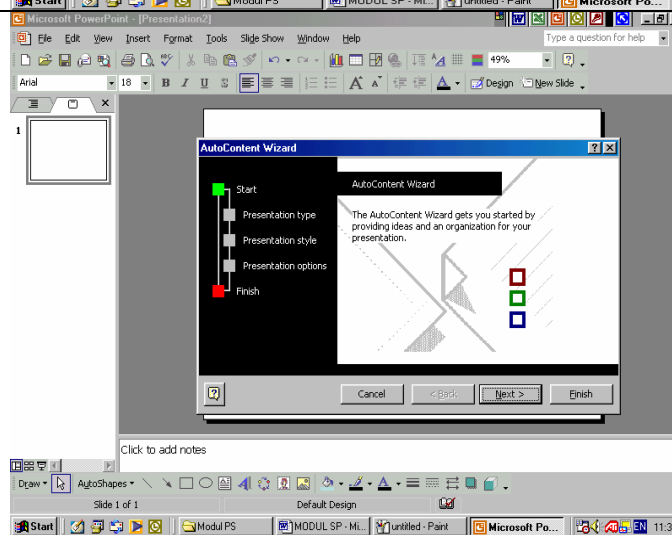 Start Modul PS MODUL SP - Mi... untitled - Paint Microsoft Po...
Microsoft PowerPoint - [Presentation2]
File Edit View Insert Format Tools Slide Show Window Help Type a question for help
Arial 18 B I U S A A A Design New Slide 49%
1
AutoContent Wizard
Start
Presentation type
Presentation style
Presentation options
Finish
AutoContent Wizard
The AutoContent Wizard gets you started by
providing ideas and an organization for your
presentation.
Cancel < Back Next > Finish
Click to add notes
Draw AutoShapes A A
Slide 1 of 1 Default Design
Start Modul PS MODUL SP - Mi... untitled - Paint Microsoft Po... EN 11:3